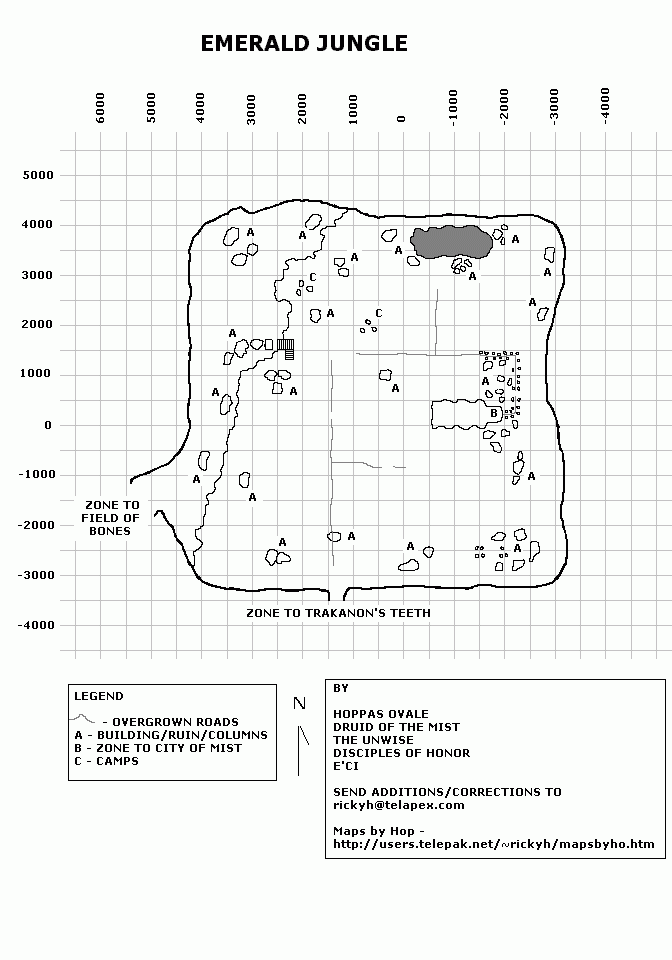 EMERALD JUNGLE
6000 5000 4000 3000 2000 1000 0 -1000 -2000 -3000 -4000
5000
4000
A A A A
A A
3000
A
C
A
2000
A C
A
1000
A
A A A
0
B
-1000
A A
A
ZONE TO
FIELD OF
BONES
-2000
A A A A
-3000
ZONE TO TRAKANON'S TEETH
-4000
LEGEND
- OVERGROWN ROADS
A - BUILDING/RUIN/COLUMNS
B - ZONE TO CITY OF MIST
C - CAMPS
N
BY
HOPPAS OVALE
DRUID OF THE MIST
THE UNWISE
DISCIPLES OF HONOR
E'CI
SEND ADDITIONS/CORRECTIONS TO
rickyh@telapex.com
Maps by Hop -
http://users.telepak.net/~rickyh/mapsbyho.htm